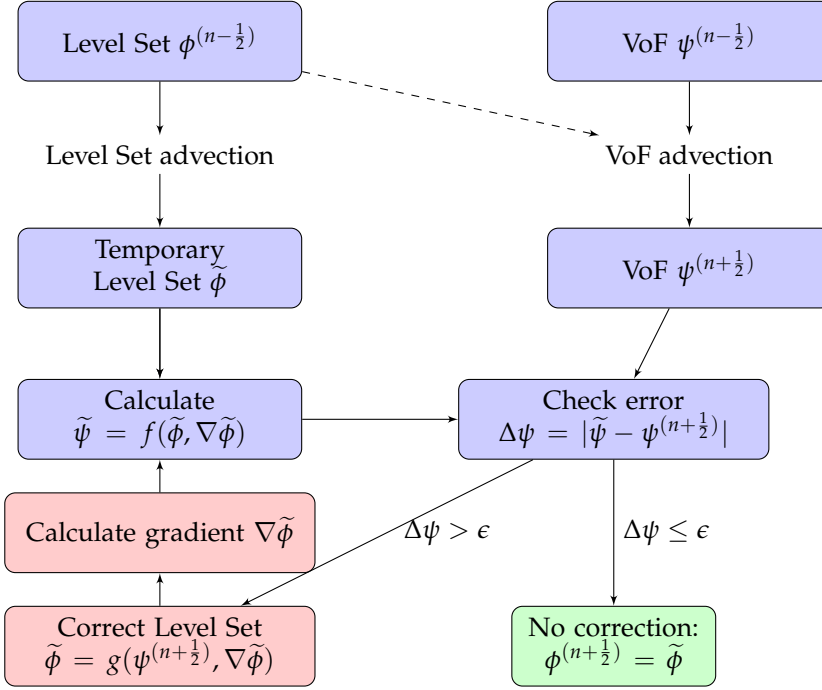 Level Set ϕ^(n−1/2)
VoF ψ^(n−1/2)
Level Set advection
VoF advection
Temporary
Level Set ϕ̃
VoF ψ^(n+1/2)
Calculate
ψ̃ = f(ϕ̃, ∇ϕ̃)
Check error
Δψ = |ψ̃ − ψ^(n+1/2)|
Calculate gradient ∇ϕ̃
Δψ > ϵ
Δψ ≤ ϵ
Correct Level Set
ϕ̃ = g(ψ^(n+1/2), ∇ϕ̃)
No correction:
ϕ^(n+1/2) = ϕ̃